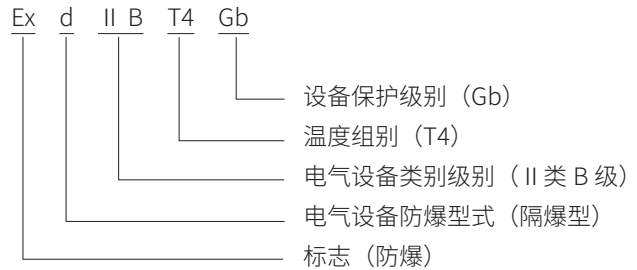 Ex d II B T4 Gb
设备保护级别（Gb）
温度组别（T4）
电气设备类别级别（II 类 B 级）
电气设备防爆型式（隔爆型）
标志（防爆）